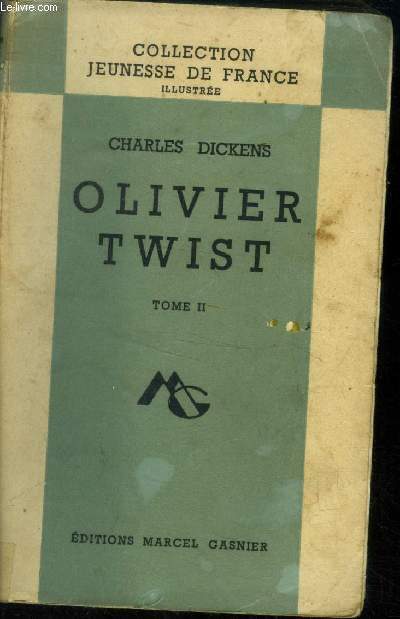 Le-livre.com
COLLECTION
JEUNESSE DE FRANCE
ILLUSTRÉE
CHARLES DICKENS
OLIVIER
TWIST
TOME II
MG
ÉDITIONS MARCEL GASNIER